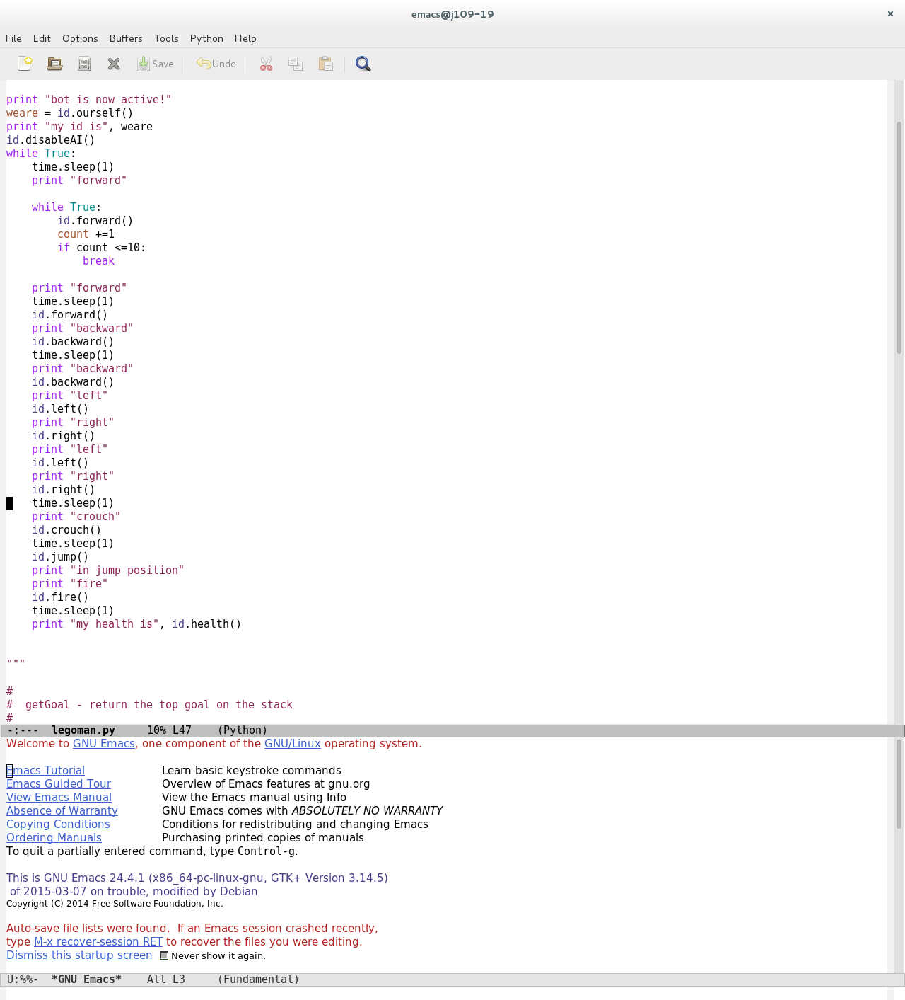 emacs@j109-19
File Edit Options Buffers Tools Python Help
Save Undo
print "bot is now active!"
weare = id.ourself()
print "my id is", weare
id.disableAI()
while True:
    time.sleep(1)
    print "forward"
    while True:
        id.forward()
        count +=1
        if count <=10:
            break
    print "forward"
    time.sleep(1)
    id.forward()
    print "backward"
    id.backward()
    time.sleep(1)
    print "backward"
    id.backward()
    print "left"
    id.left()
    print "right"
    id.right()
    print "left"
    id.left()
    print "right"
    id.right()
    time.sleep(1)
    print "crouch"
    id.crouch()
    time.sleep(1)
    id.jump()
    print "in jump position"
    print "fire"
    id.fire()
    time.sleep(1)
    print "my health is", id.health()
"""
#
#  getGoal - return the top goal on the stack
#
-:---  legoman.py     10% L47    (Python)
Welcome to GNU Emacs, one component of the GNU/Linux operating system.
Emacs Tutorial Learn basic keystroke commands
Emacs Guided Tour Overview of Emacs features at gnu.org
View Emacs Manual View the Emacs manual using Info
Absence of Warranty GNU Emacs comes with ABSOLUTELY NO WARRANTY
Copying Conditions Conditions for redistributing and changing Emacs
Ordering Manuals Purchasing printed copies of manuals
To quit a partially entered command, type Control-g.
This is GNU Emacs 24.4.1 (x86_64-pc-linux-gnu, GTK+ Version 3.14.5)
 of 2015-03-07 on trouble, modified by Debian
Copyright (C) 2014 Free Software Foundation, Inc.
Auto-save file lists were found.  If an Emacs session crashed recently,
type M-x recover-session RET to recover the files you were editing.
Dismiss this startup screen Never show it again.
U:%%-  *GNU Emacs*    All L3     (Fundamental)